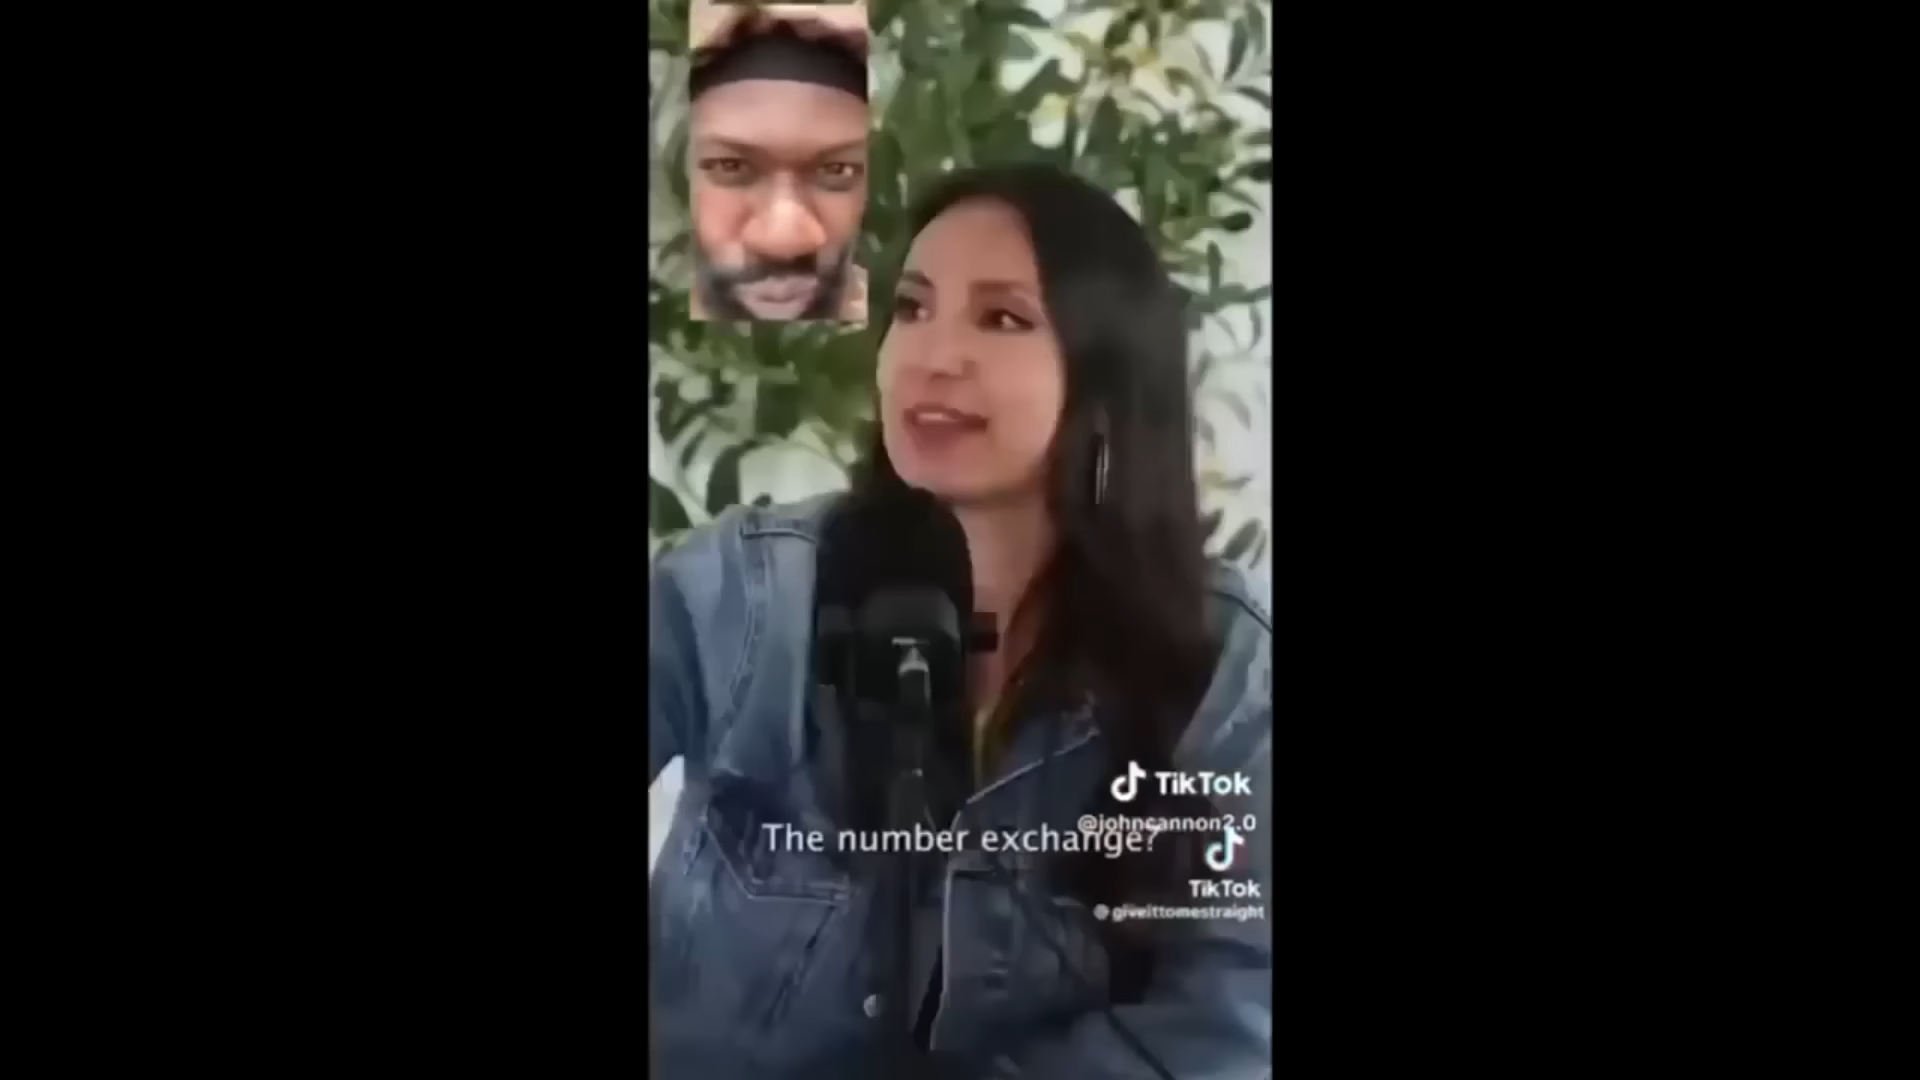 TikTok
@johncannon2.0
The number exchange?
TikTok
@giveittomestraight